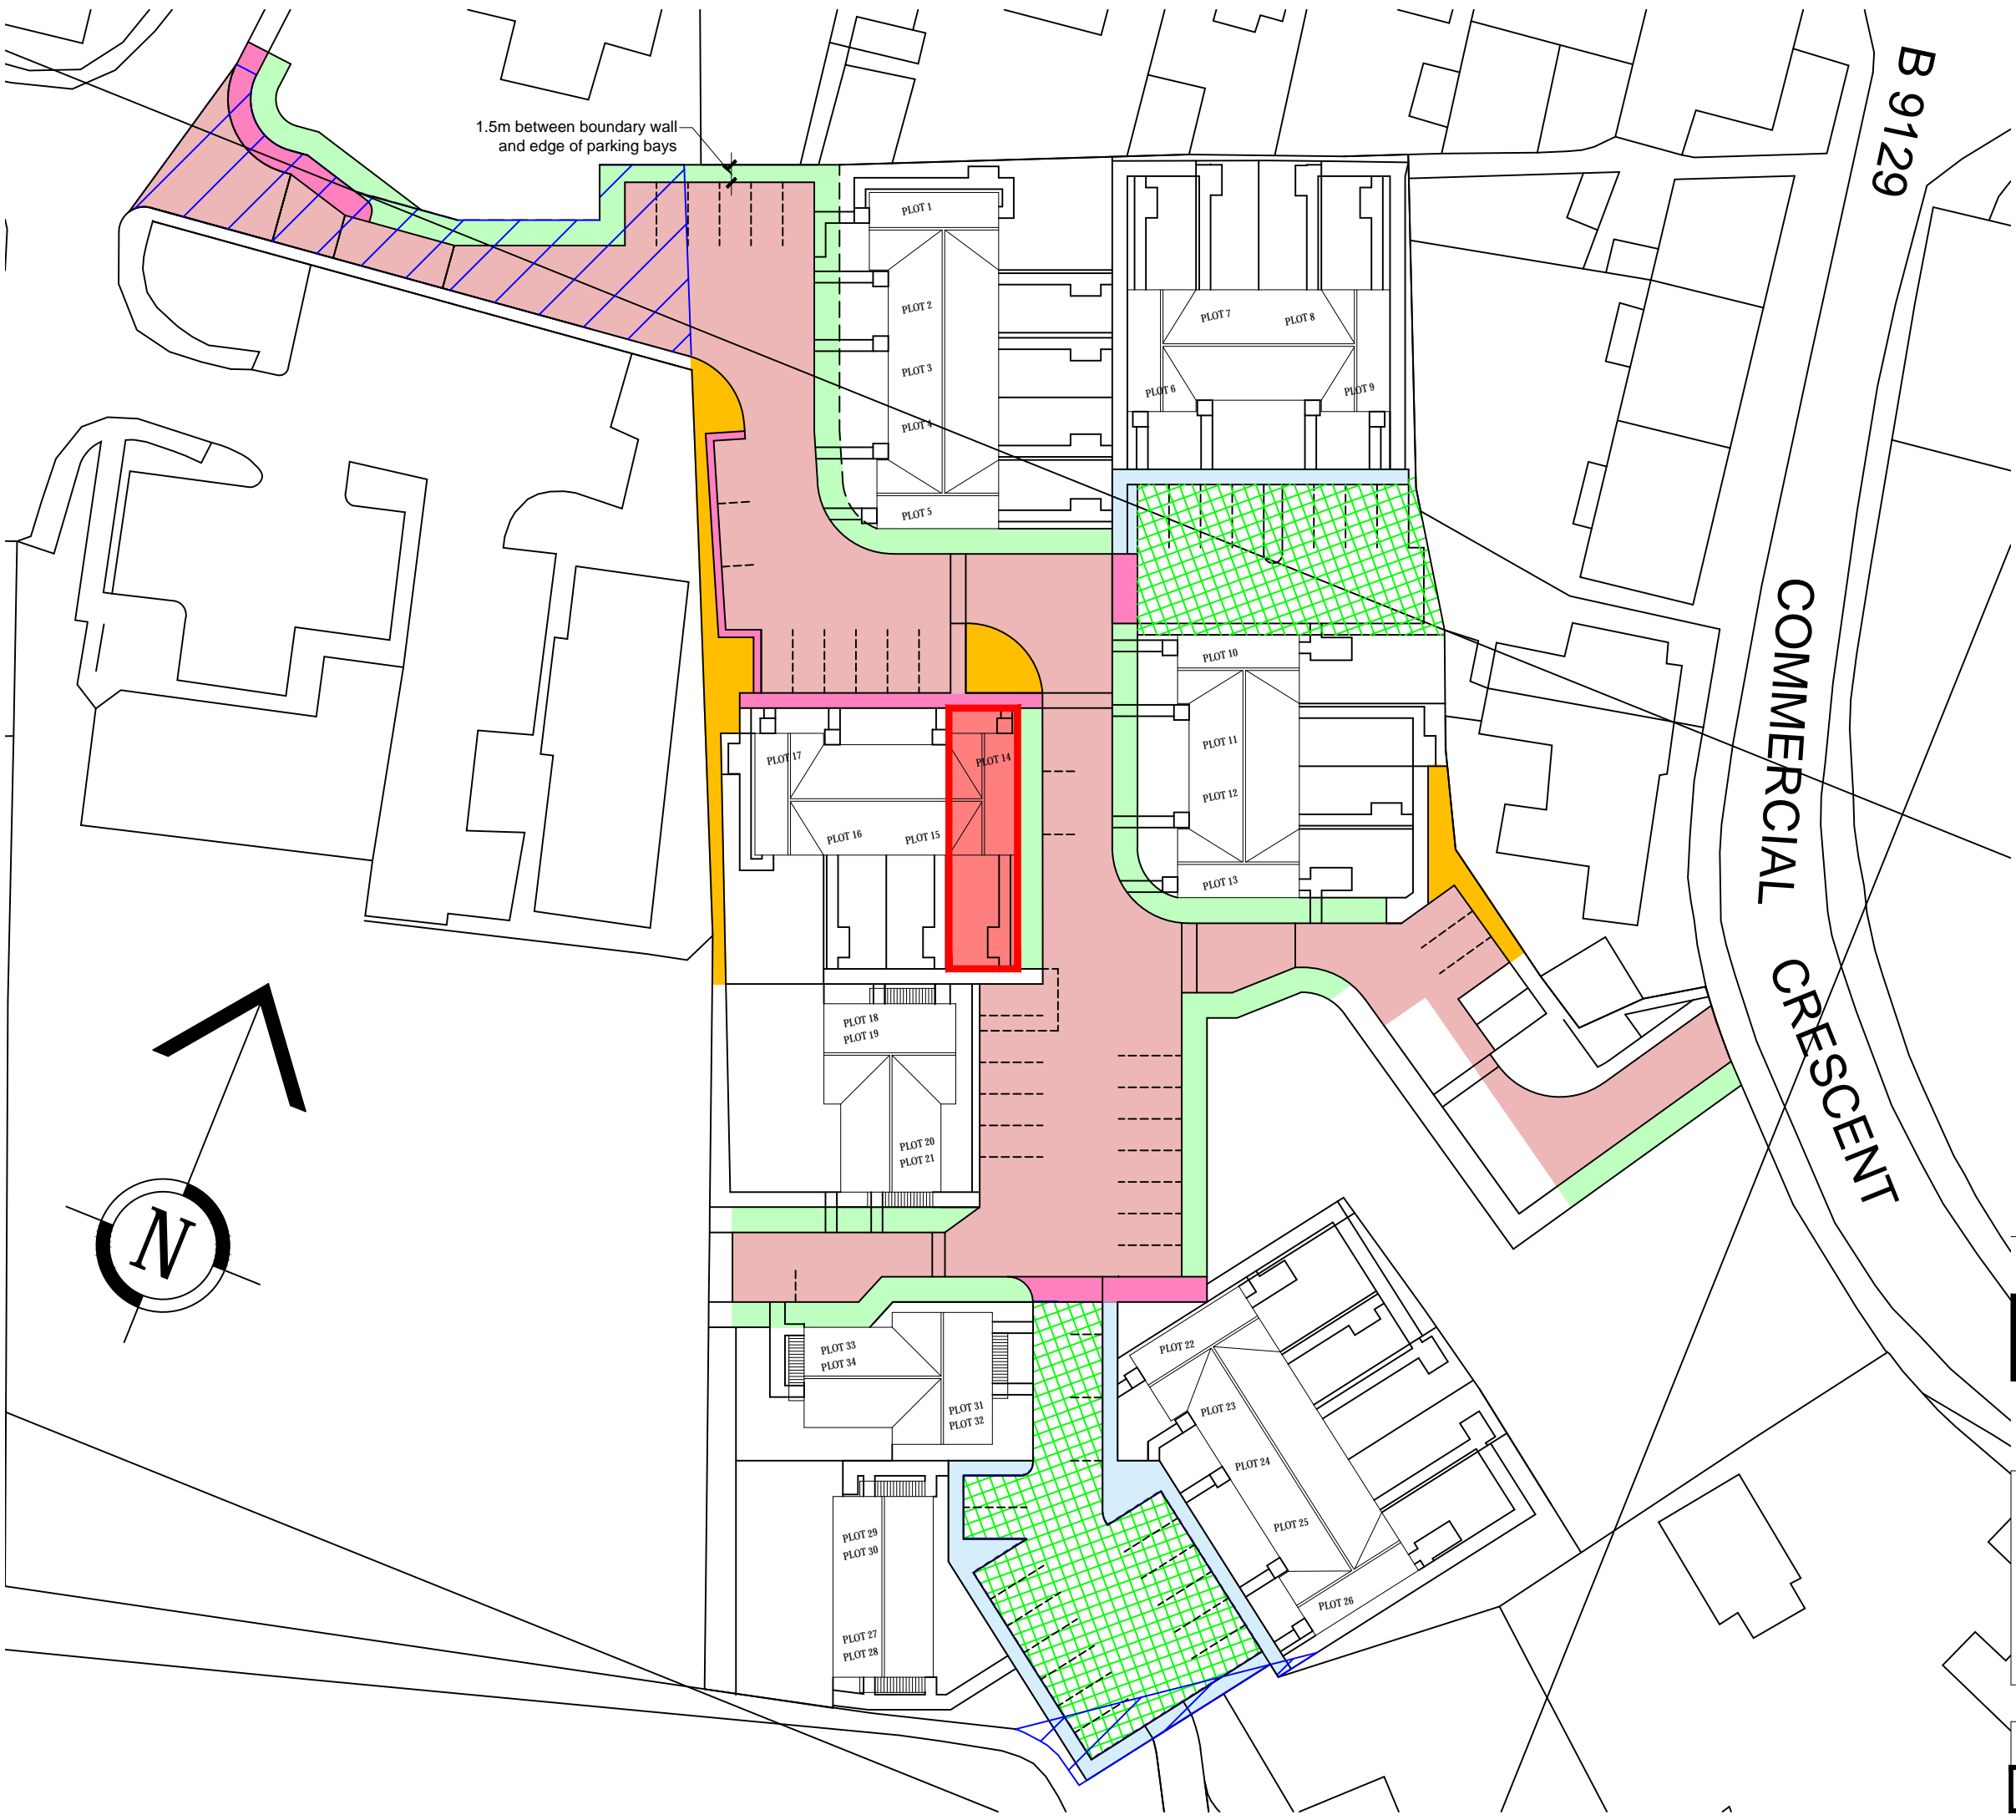 B 9129
1.5m between boundary wall
and edge of parking bays
PLOT 1
PLOT 2
PLOT 3
PLOT 4
PLOT 5
PLOT 7
PLOT 8
PLOT 6
PLOT 9
COMMERCIAL CRESCENT
PLOT 10
PLOT 11
PLOT 12
PLOT 13
PLOT 17
PLOT 14
PLOT 16
PLOT 15
PLOT 18
PLOT 19
PLOT 20
PLOT 21
N
PLOT 22
PLOT 23
PLOT 24
PLOT 25
PLOT 26
PLOT 33
PLOT 34
PLOT 31
PLOT 32
PLOT 29
PLOT 30
PLOT 27
PLOT 28